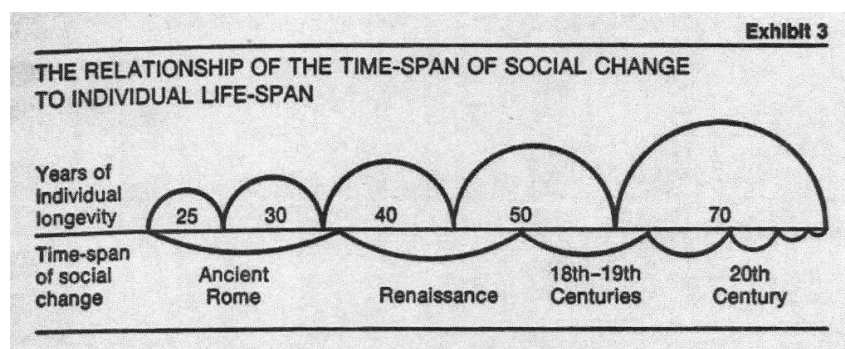 Exhibit 3
THE RELATIONSHIP OF THE TIME-SPAN OF SOCIAL CHANGE
TO INDIVIDUAL LIFE-SPAN
Years of
individual
longevity
25 30 40 50 70
Time-span
of social
change
Ancient
Rome
Renaissance
18th–19th
Centuries
20th
Century